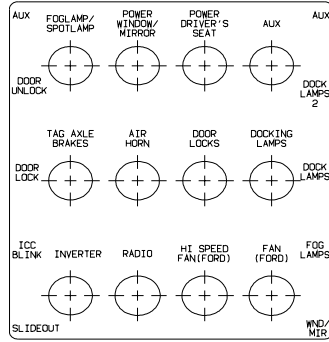 AUX
FOGLAMP/
SPOTLAMP
POWER
WINDOW/
MIRROR
POWER
DRIVER'S
SEAT
AUX
AUX
DOOR
UNLOCK
DOCK
LAMPS
2
TAG AXLE
BRAKES
AIR
HORN
DOOR
LOCKS
DOCKING
LAMPS
DOOR
LOCK
DOCK
LAMPS
ICC
BLINK
INVERTER
RADIO
HI SPEED
FAN(FORD)
FAN
(FORD)
FOG
LAMPS
SLIDEOUT
WND/
MIR